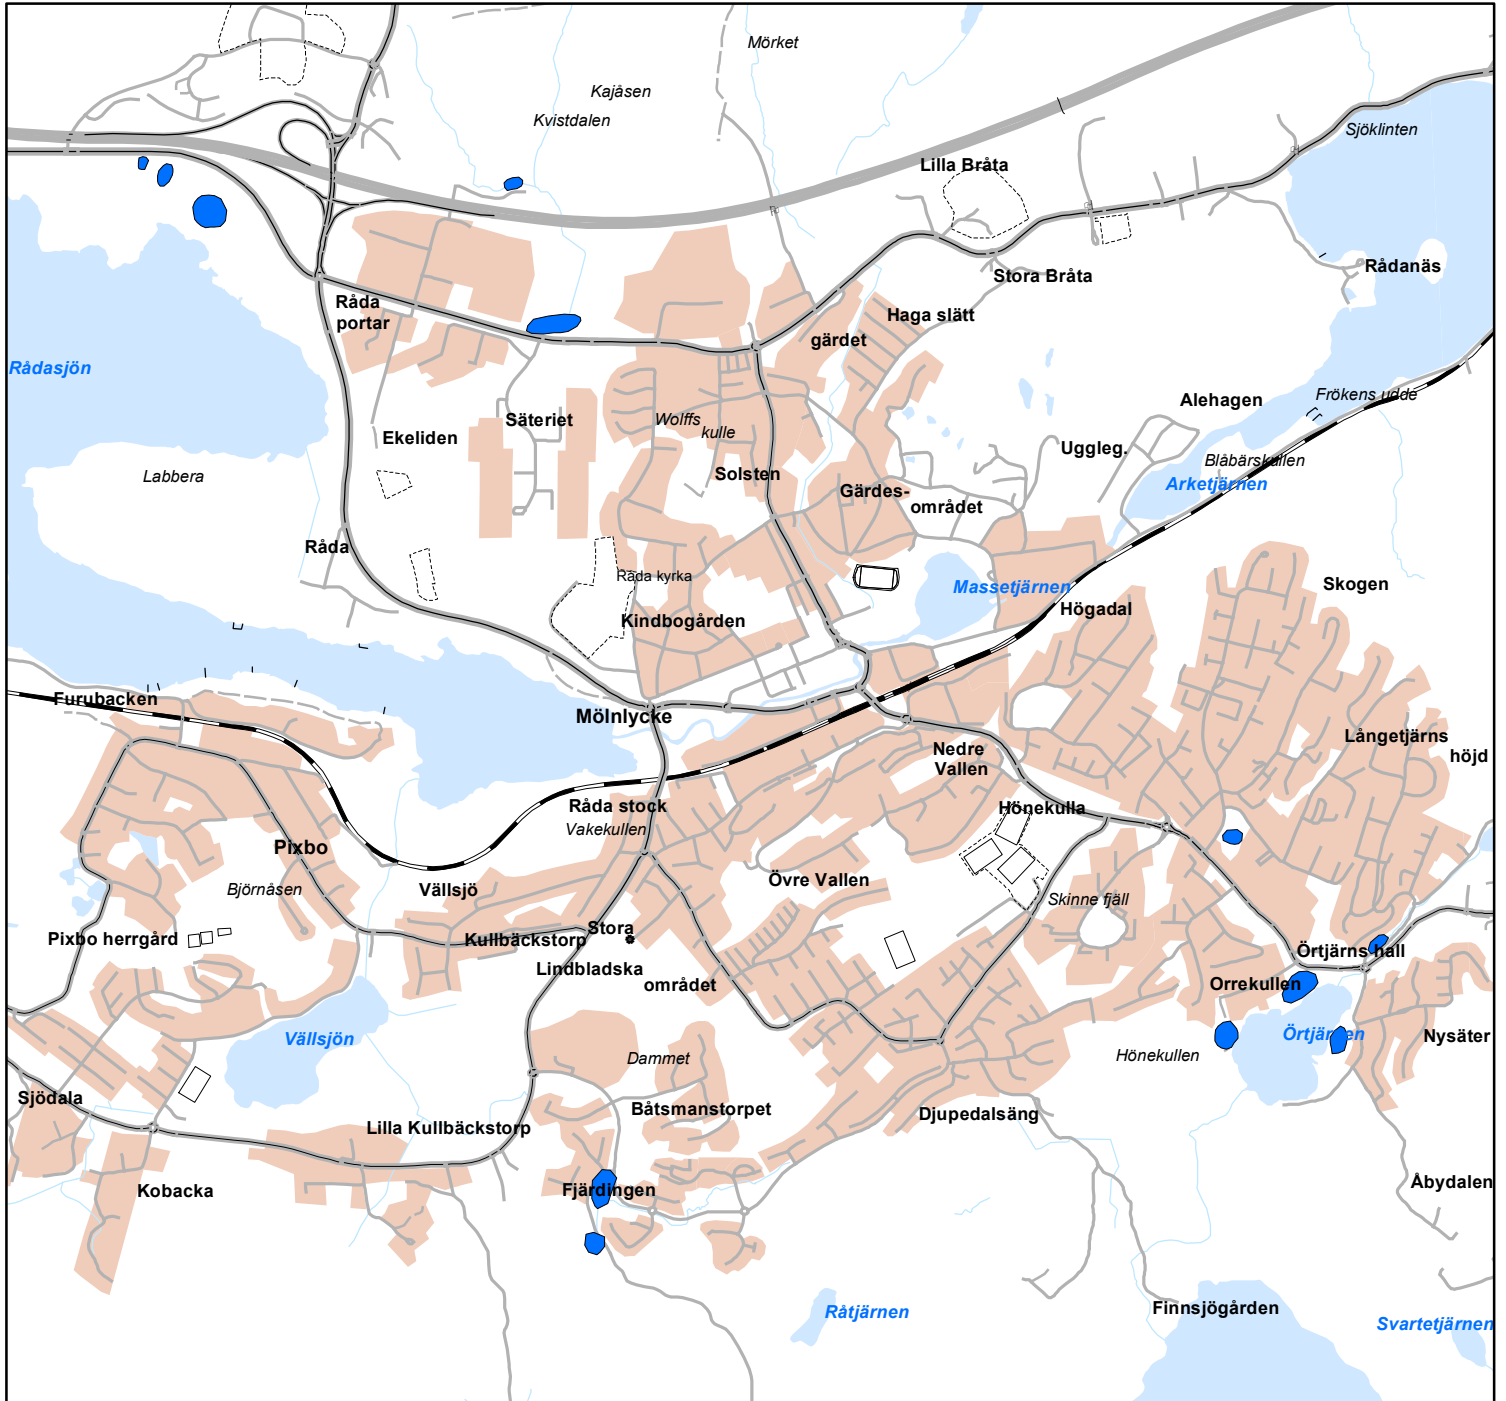 Mörket
Kajåsen
Kvistdalen
Sjöklinten
Lilla Bråta
Rådanäs
Stora Bråta
Råda
portar
Haga slätt
gärdet
Rådasjön
Frökens udde
Alehagen
Säteriet
Wolffs
kulle
Ekeliden
Uggleg.
Blåbärskullen
Labbera
Solsten
Arketjärnen
Gärdes-
området
Råda
Råda kyrka
Massetjärnen
Skogen
Högadal
Kindbogården
Furubacken
Mölnlycke
Långetjärns
höjd
Nedre
Vallen
Råda stock
Vakekullen
Hönekulla
Pixbo
Övre Vallen
Björnåsen
Vällsjö
Skinne fjäll
Stora
Pixbo herrgård
Kullbäckstorp
Örtjärns hall
Lindbladska
området
Orrekullen
Vällsjön
Örtjärnen
Nysäter
Dammet
Hönekullen
Sjödala
Båtsmanstorpet
Djupedalsäng
Lilla Kullbäckstorp
Kobacka
Fjärdingen
Åbydalen
Råtjärnen
Finnsjögården
Svartetjärnen